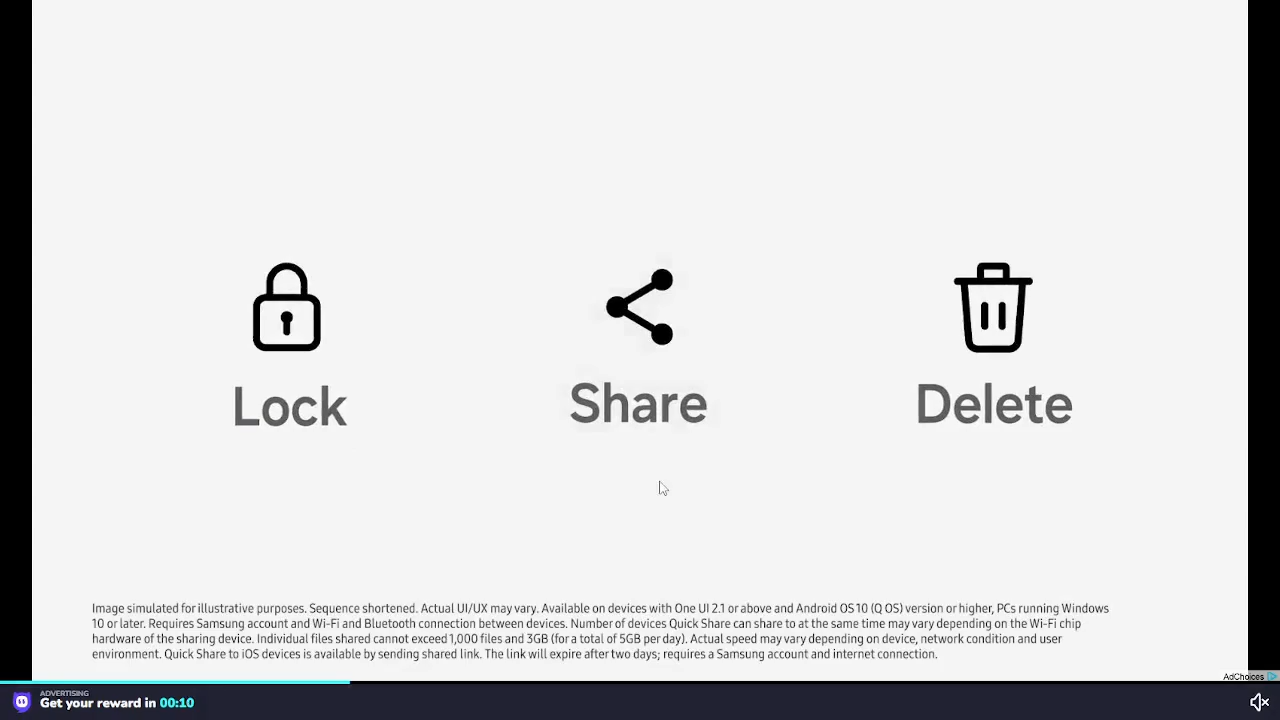 Lock
Share
Delete
Image simulated for illustrative purposes. Sequence shortened. Actual UI/UX may vary. Available on devices with One UI 2.1 or above and Android OS 10 (Q OS) version or higher, PCs running Windows
10 or later. Requires Samsung account and Wi-Fi and Bluetooth connection between devices. Number of devices Quick Share can share to at the same time may vary depending on the Wi-Fi chip
hardware of the sharing device. Individual files shared cannot exceed 1,000 files and 3GB (for a total of 5GB per day). Actual speed may vary depending on device, network condition and user
environment. Quick Share to iOS devices is available by sending shared link. The link will expire after two days; requires a Samsung account and internet connection.
AdChoices
ADVERTISING
Get your reward in 00:10